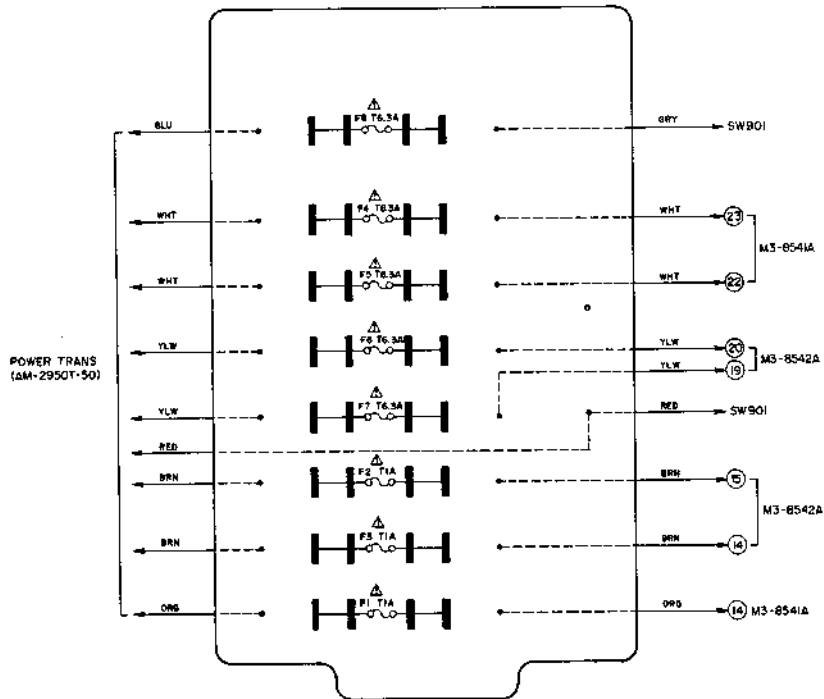 F8 T6.3A
BLU
GRY
SW901
F4 T6.3A
WHT
WHT
23
M3-8541A
F5 T6.3A
WHT
WHT
22
F6 T6.3A
YLW
YLW
20
M3-8542A
POWER TRANS
(AM-2950T-50)
YLW
19
F7 T6.3A
YLW
RED
SW901
RED
F2 T1A
BRN
BRN
15
M3-8542A
F3 T1A
BRN
BRN
14
F1 T1A
ORG
ORG
14
M3-8541A